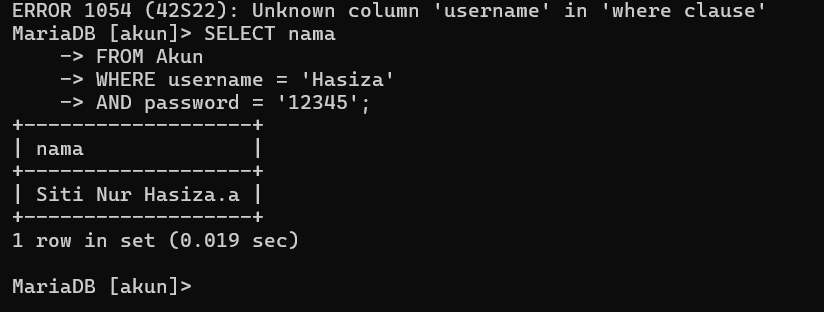 ERROR 1054 (42S22): Unknown column 'username' in 'where clause'
MariaDB [akun]> SELECT nama
    -> FROM Akun
    -> WHERE username = 'Hasiza'
    -> AND password = '12345';
+------------------+
| nama             |
+------------------+
| Siti Nur Hasiza.a |
+------------------+
1 row in set (0.019 sec)
MariaDB [akun]>